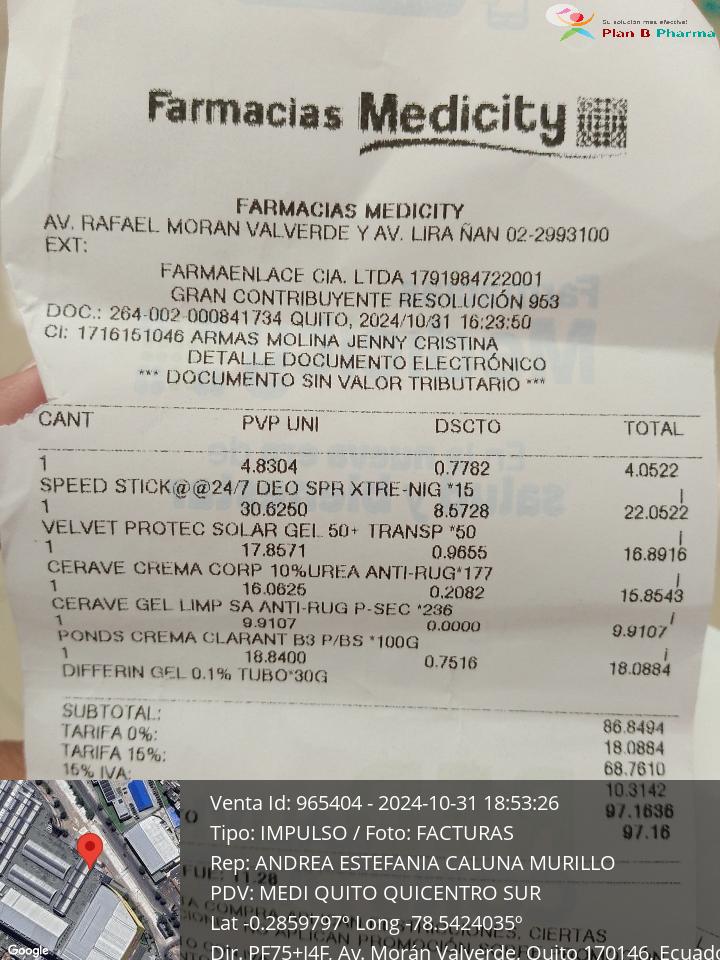 Su solución más efectiva!
Plan B Pharma
Farmacias Medicity
FARMACIAS MEDICITY
AV. RAFAEL MORAN VALVERDE Y AV. LIRA ÑAN 02-2993100
EXT:
FARMAENLACE CIA. LTDA 1791984722001
GRAN CONTRIBUYENTE RESOLUCIÓN 953
DOC.: 264-002-000841734 QUITO, 2024/10/31 16:23:50
CI: 1716151046 ARMAS MOLINA JENNY CRISTINA
DETALLE DOCUMENTO ELECTRÓNICO
*** DOCUMENTO SIN VALOR TRIBUTARIO ***
CANT PVP UNI DSCTO TOTAL
1 4.8304 0.7782 4.0522
SPEED STICK@@24/7 DEO SPR XTRE-NIG *15 i
1 30.6250 8.5728 22.0522
VELVET PROTEC SOLAR GEL 50+ TRANSP *50 i
1 17.8571 0.9655 16.8916
CERAVE CREMA CORP 10%UREA ANTI-RUG*177 i
1 16.0625 0.2082 15.8543
CERAVE GEL LIMP SA ANTI-RUG P-SEC *236 i
1 9.9107 0.0000 9.9107
PONDS CREMA CLARANT B3 P/BS *100G i
1 18.8400 0.7516 18.0884
DIFFERIN GEL 0.1% TUBO*30G
SUBTOTAL: 86.8494
TARIFA 0%: 18.0884
TARIFA 15%: 68.7610
15% IVA: 10.3142
97.1636
O 97.16
FUE: 11.28
Venta Id: 965404 - 2024-10-31 18:53:26
Tipo: IMPULSO / Foto: FACTURAS
Rep: ANDREA ESTEFANIA CALUNA MURILLO
PDV: MEDI QUITO QUICENTRO SUR
Lat -0.2859797º Long -78.5424035º
Dir. PF75+J4F, Av. Morán Valverde, Quito 170146, Ecuado
Google